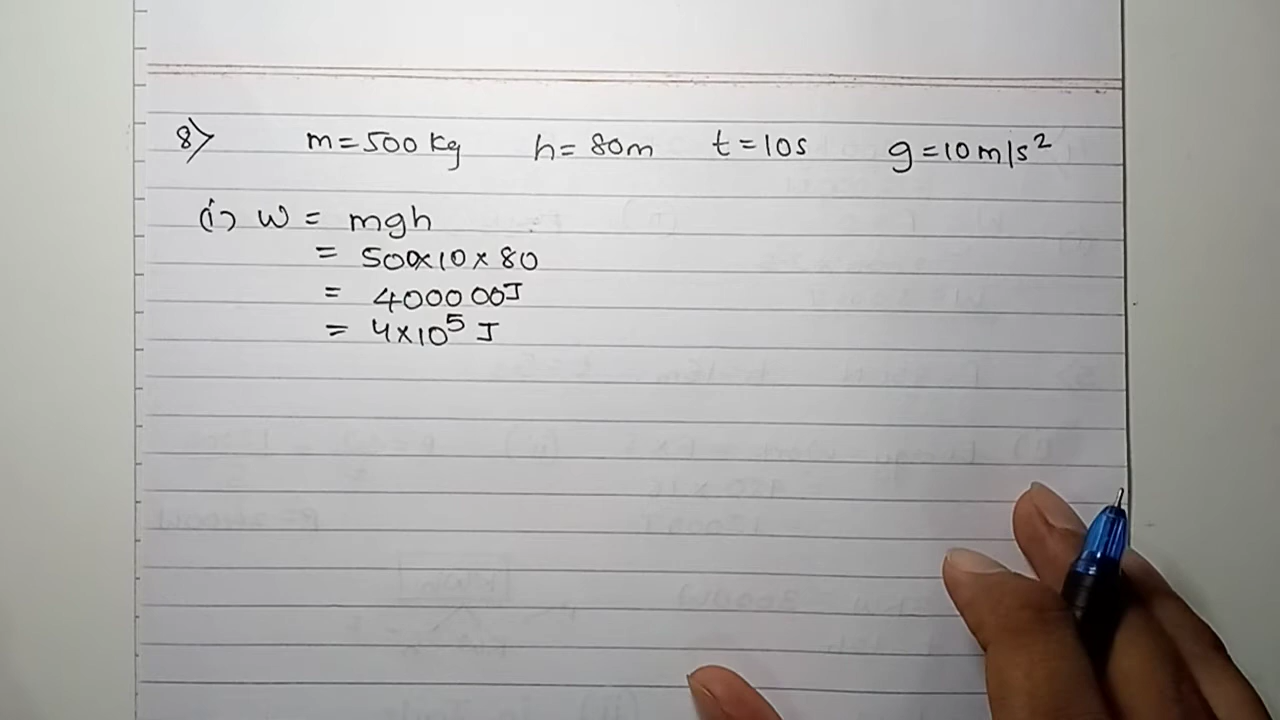 8> m=500 kg h= 80m t=10s g=10 m/s²
(i) W = mgh
= 500×10×80
= 400000J
= 4×10⁵ J